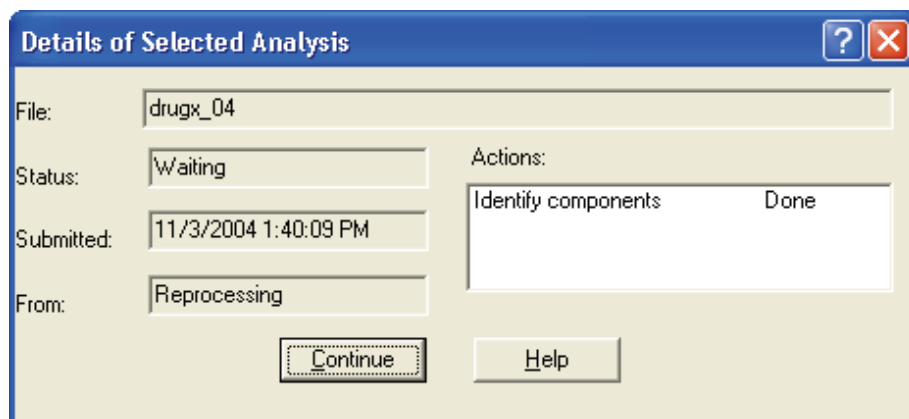 Details of Selected Analysis
File: drugx_04
Status: Waiting
Submitted: 11/3/2004 1:40:09 PM
From: Reprocessing
Actions:
Identify components Done
Continue Help